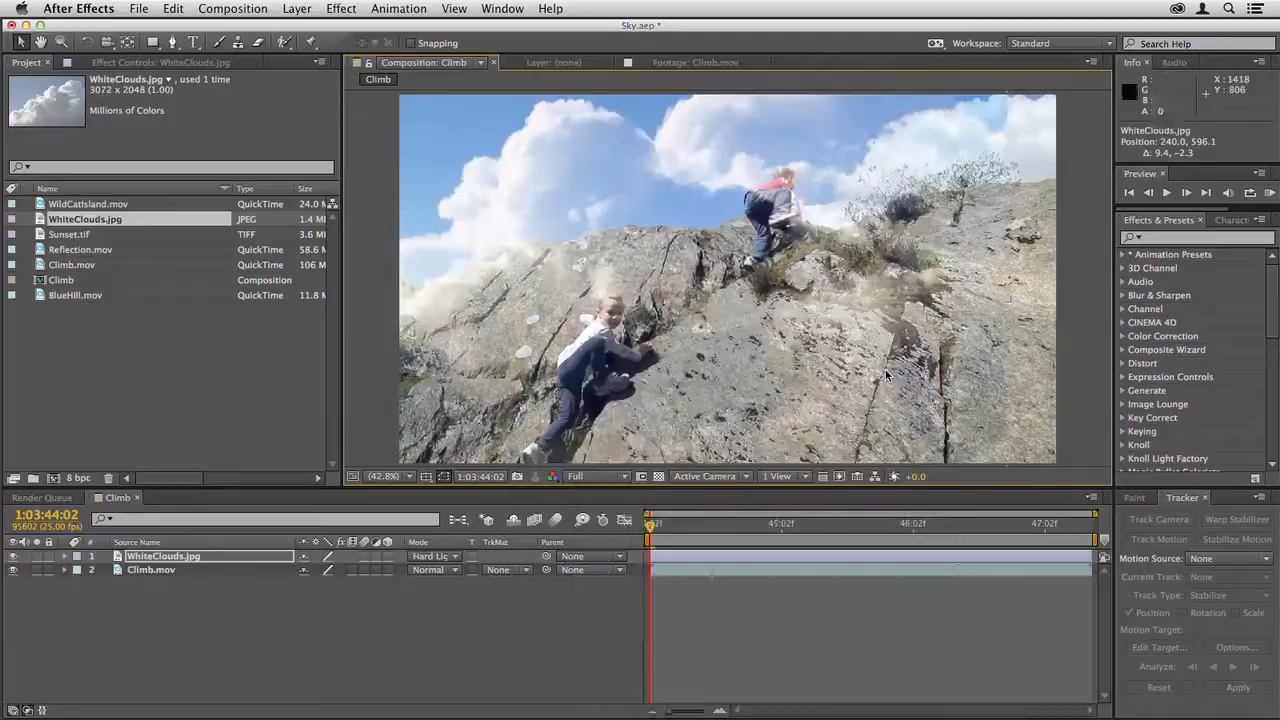 After Effects File Edit Composition Layer Effect Animation View Window Help
Sky.aep *
Snapping
Workspace: Standard
Search Help
Project Effect Controls: WhiteClouds.jpg
WhiteClouds.jpg , used 1 time
3072 x 2048 (1.00)
Millions of Colors
Name Type Size
WildCatIsland.mov QuickTime 24.0 M
WhiteClouds.jpg JPEG 1.4 M
Sunset.tif TIFF 3.6 M
Reflection.mov QuickTime 58.6 M
Climb.mov QuickTime 106 M
Climb Composition
BlueHill.mov QuickTime 11.8 M
8 bpc
Composition: Climb Layer: (none) Footage: Climb.mov
Climb
(42.8%) 1:03:44:02 Full Active Camera 1 View +0.0
Info Audio
R : X : 1418
G Y : 806
B :
A : 0
WhiteClouds.jpg
Position: 240.0, 596.1
Δ: 9.4, -2.3
Preview
Effects & Presets Charact
* Animation Presets
3D Channel
Audio
Blur & Sharpen
Channel
CINEMA 4D
Color Correction
Composite Wizard
Distort
Expression Controls
Generate
Image Lounge
Key Correct
Keying
Knoll
Knoll Light Factory
Render Queue Climb
1:03:44:02
95602 (25.00 fps)
# Source Name Mode T TrkMat Parent
1 WhiteClouds.jpg Hard Lig None
2 Climb.mov Normal None None
:02f 45:02f 46:02f 47:02f
Paint Tracker
Track Camera Warp Stabilizer
Track Motion Stabilize Motion
Motion Source: None
Current Track: None
Track Type: Stabilize
Position Rotation Scale
Motion Target:
Edit Target... Options...
Analyze:
Reset Apply